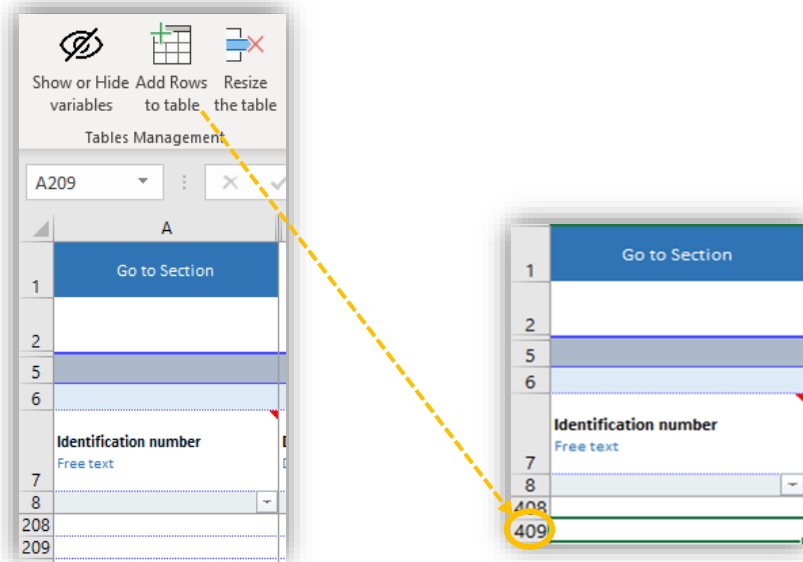 Show or Hide Add Rows Resize
variables to table the table
Tables Management
A209
A
1 Go to Section
2
5
6
Identification number
Free text
7
8
208
209
1 Go to Section
2
5
6
Identification number
Free text
7
8
408
409